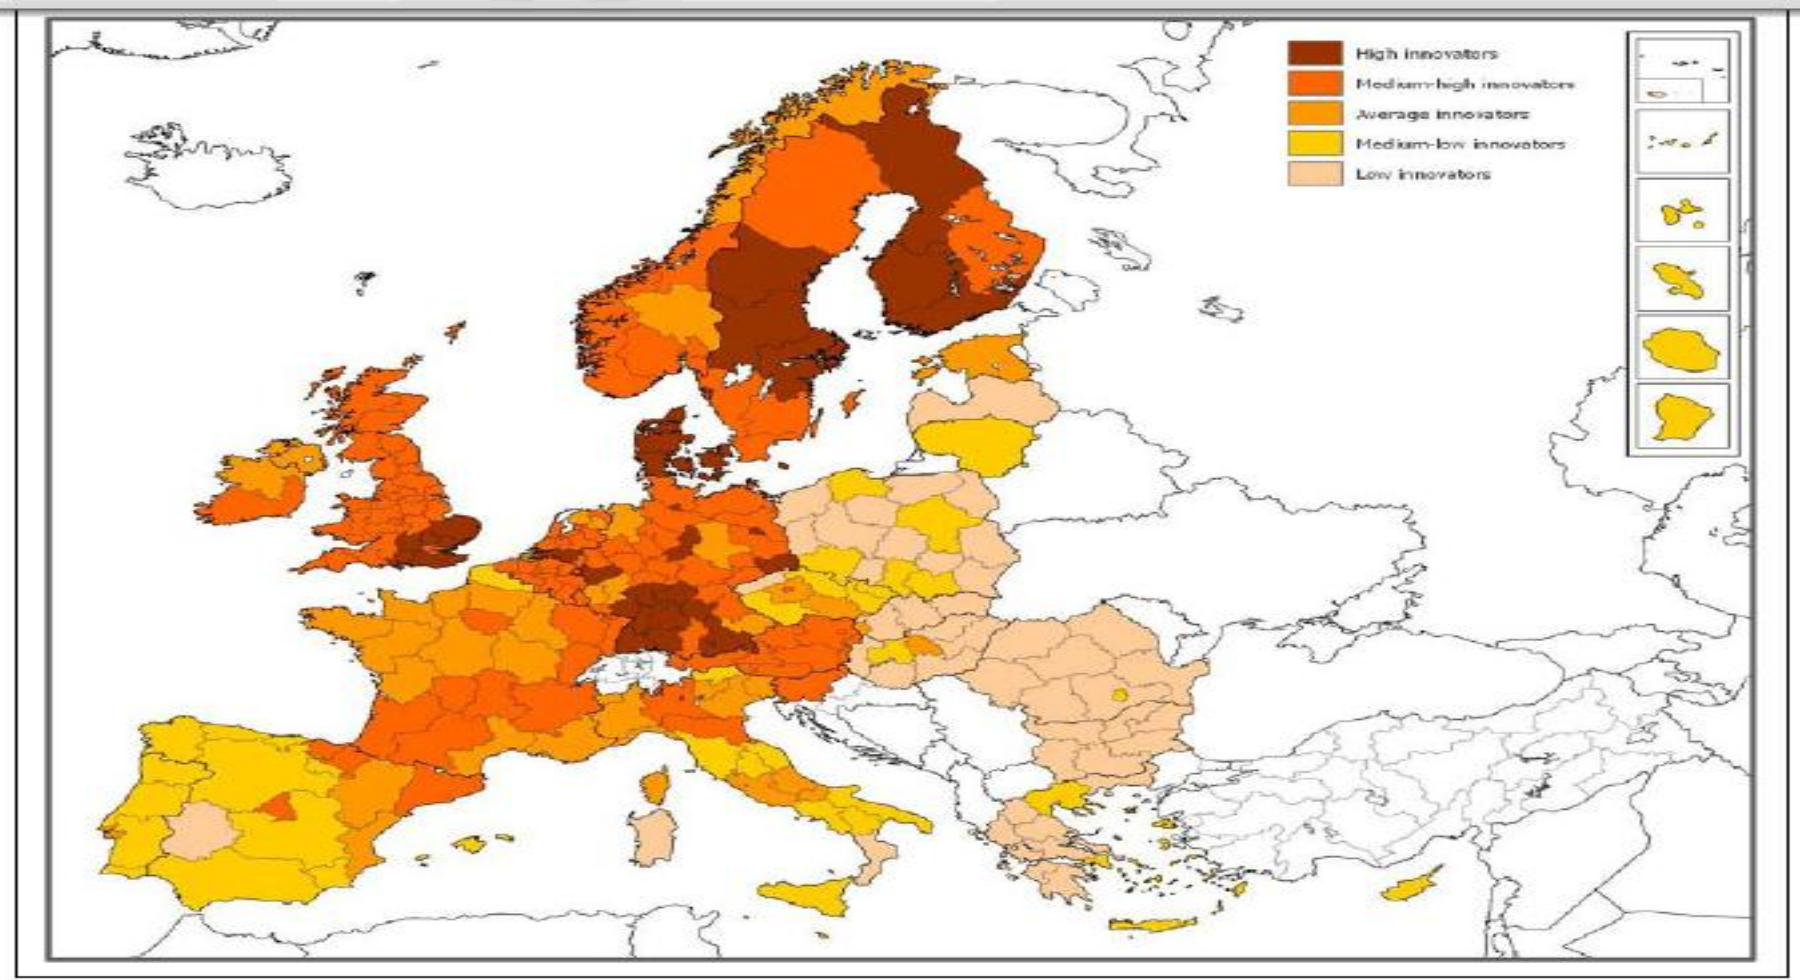 High innovators
Medium-high innovators
Average innovators
Medium-low innovators
Low innovators